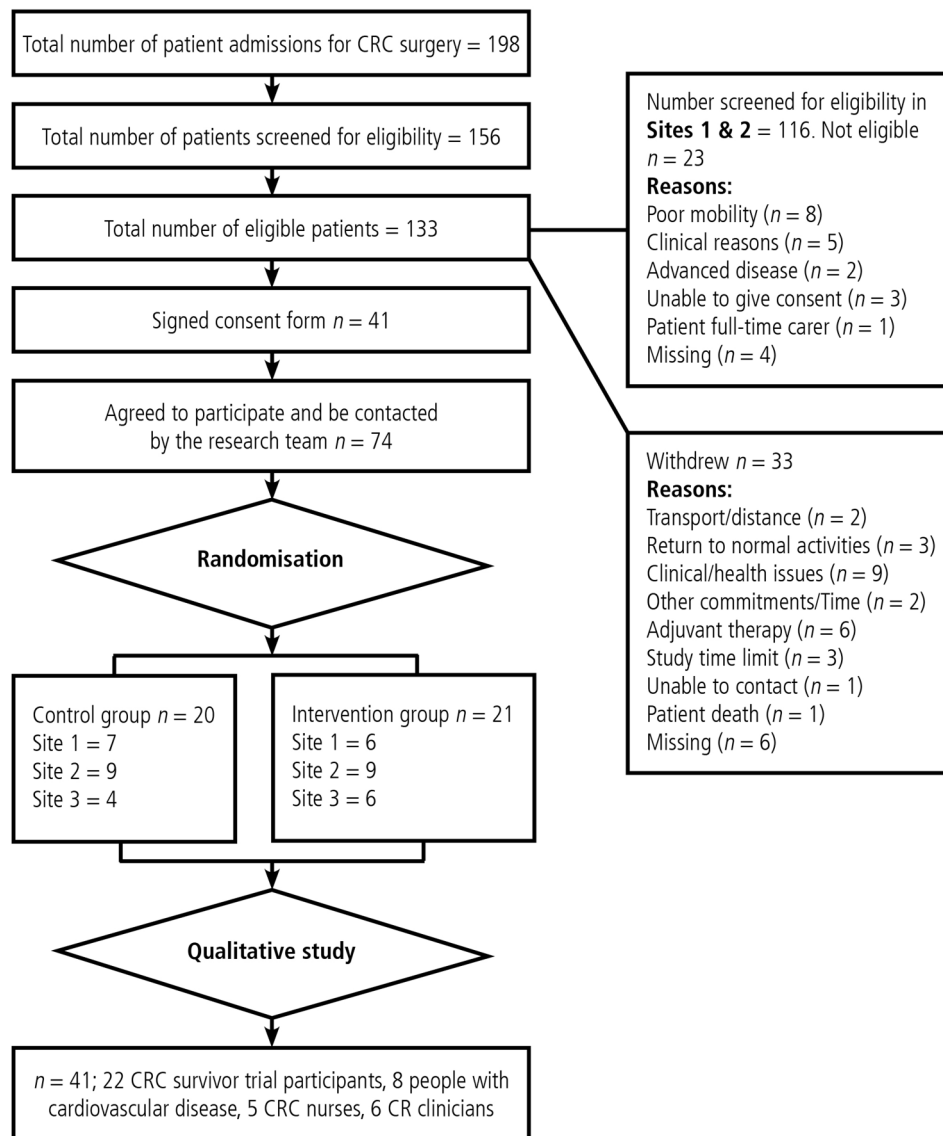 Total number of patient admissions for CRC surgery = 198
Total number of patients screened for eligibility = 156
Total number of eligible patients = 133
Signed consent form n = 41
Agreed to participate and be contacted
by the research team n = 74
Randomisation
Control group n = 20
Site 1 = 7
Site 2 = 9
Site 3 = 4
Intervention group n = 21
Site 1 = 6
Site 2 = 9
Site 3 = 6
Qualitative study
n = 41; 22 CRC survivor trial participants, 8 people with
cardiovascular disease, 5 CRC nurses, 6 CR clinicians
Number screened for eligibility in
Sites 1 & 2 = 116. Not eligible
n = 23
Reasons:
Poor mobility (n = 8)
Clinical reasons (n = 5)
Advanced disease (n = 2)
Unable to give consent (n = 3)
Patient full-time carer (n = 1)
Missing (n = 4)
Withdrew n = 33
Reasons:
Transport/distance (n = 2)
Return to normal activities (n = 3)
Clinical/health issues (n = 9)
Other commitments/Time (n = 2)
Adjuvant therapy (n = 6)
Study time limit (n = 3)
Unable to contact (n = 1)
Patient death (n = 1)
Missing (n = 6)